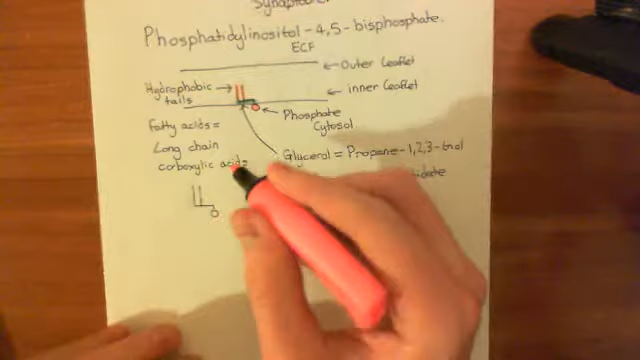 Phosphatidylinositol-4,5-bisphosphate.
ECF
Outer leaflet
Hydrophobic
tails
inner leaflet
Phosphate
Cytosol
Fatty acids =
Long chain
carboxylic acids
Glycerol = Propane-1,2,3-triol